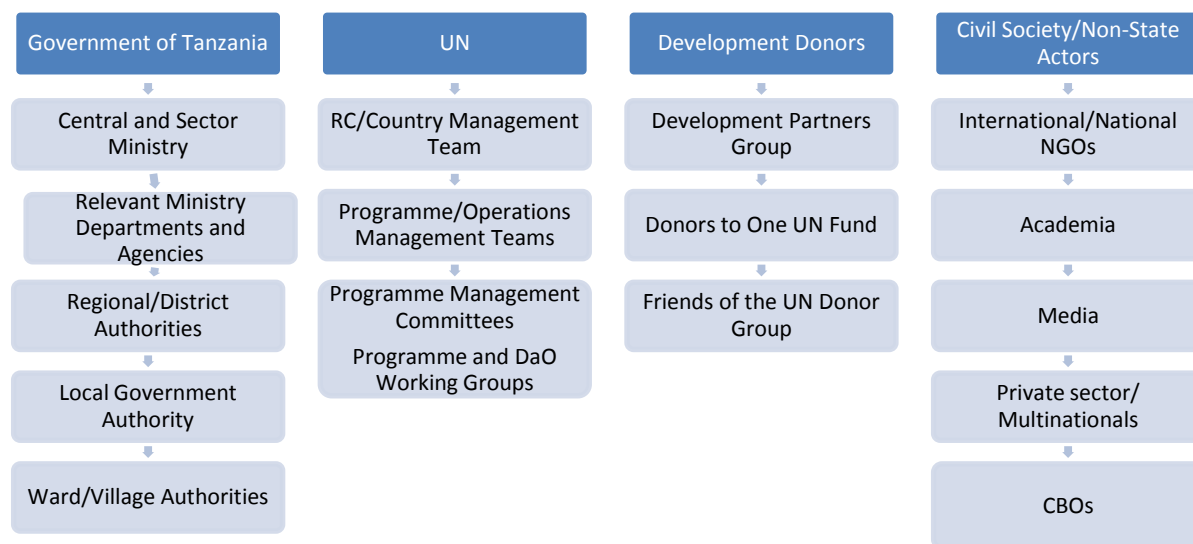 Government of Tanzania
Central and Sector
Ministry
Relevant Ministry
Departments and
Agencies
Regional/District
Authorities
Local Government
Authority
Ward/Village Authorities
UN
RC/Country Management
Team
Programme/Operations
Management Teams
Programme Management
Committees
Programme and DaO
Working Groups
Development Donors
Development Partners
Group
Donors to One UN Fund
Friends of the UN Donor
Group
Civil Society/Non-State
Actors
International/National
NGOs
Academia
Media
Private sector/
Multinationals
CBOs